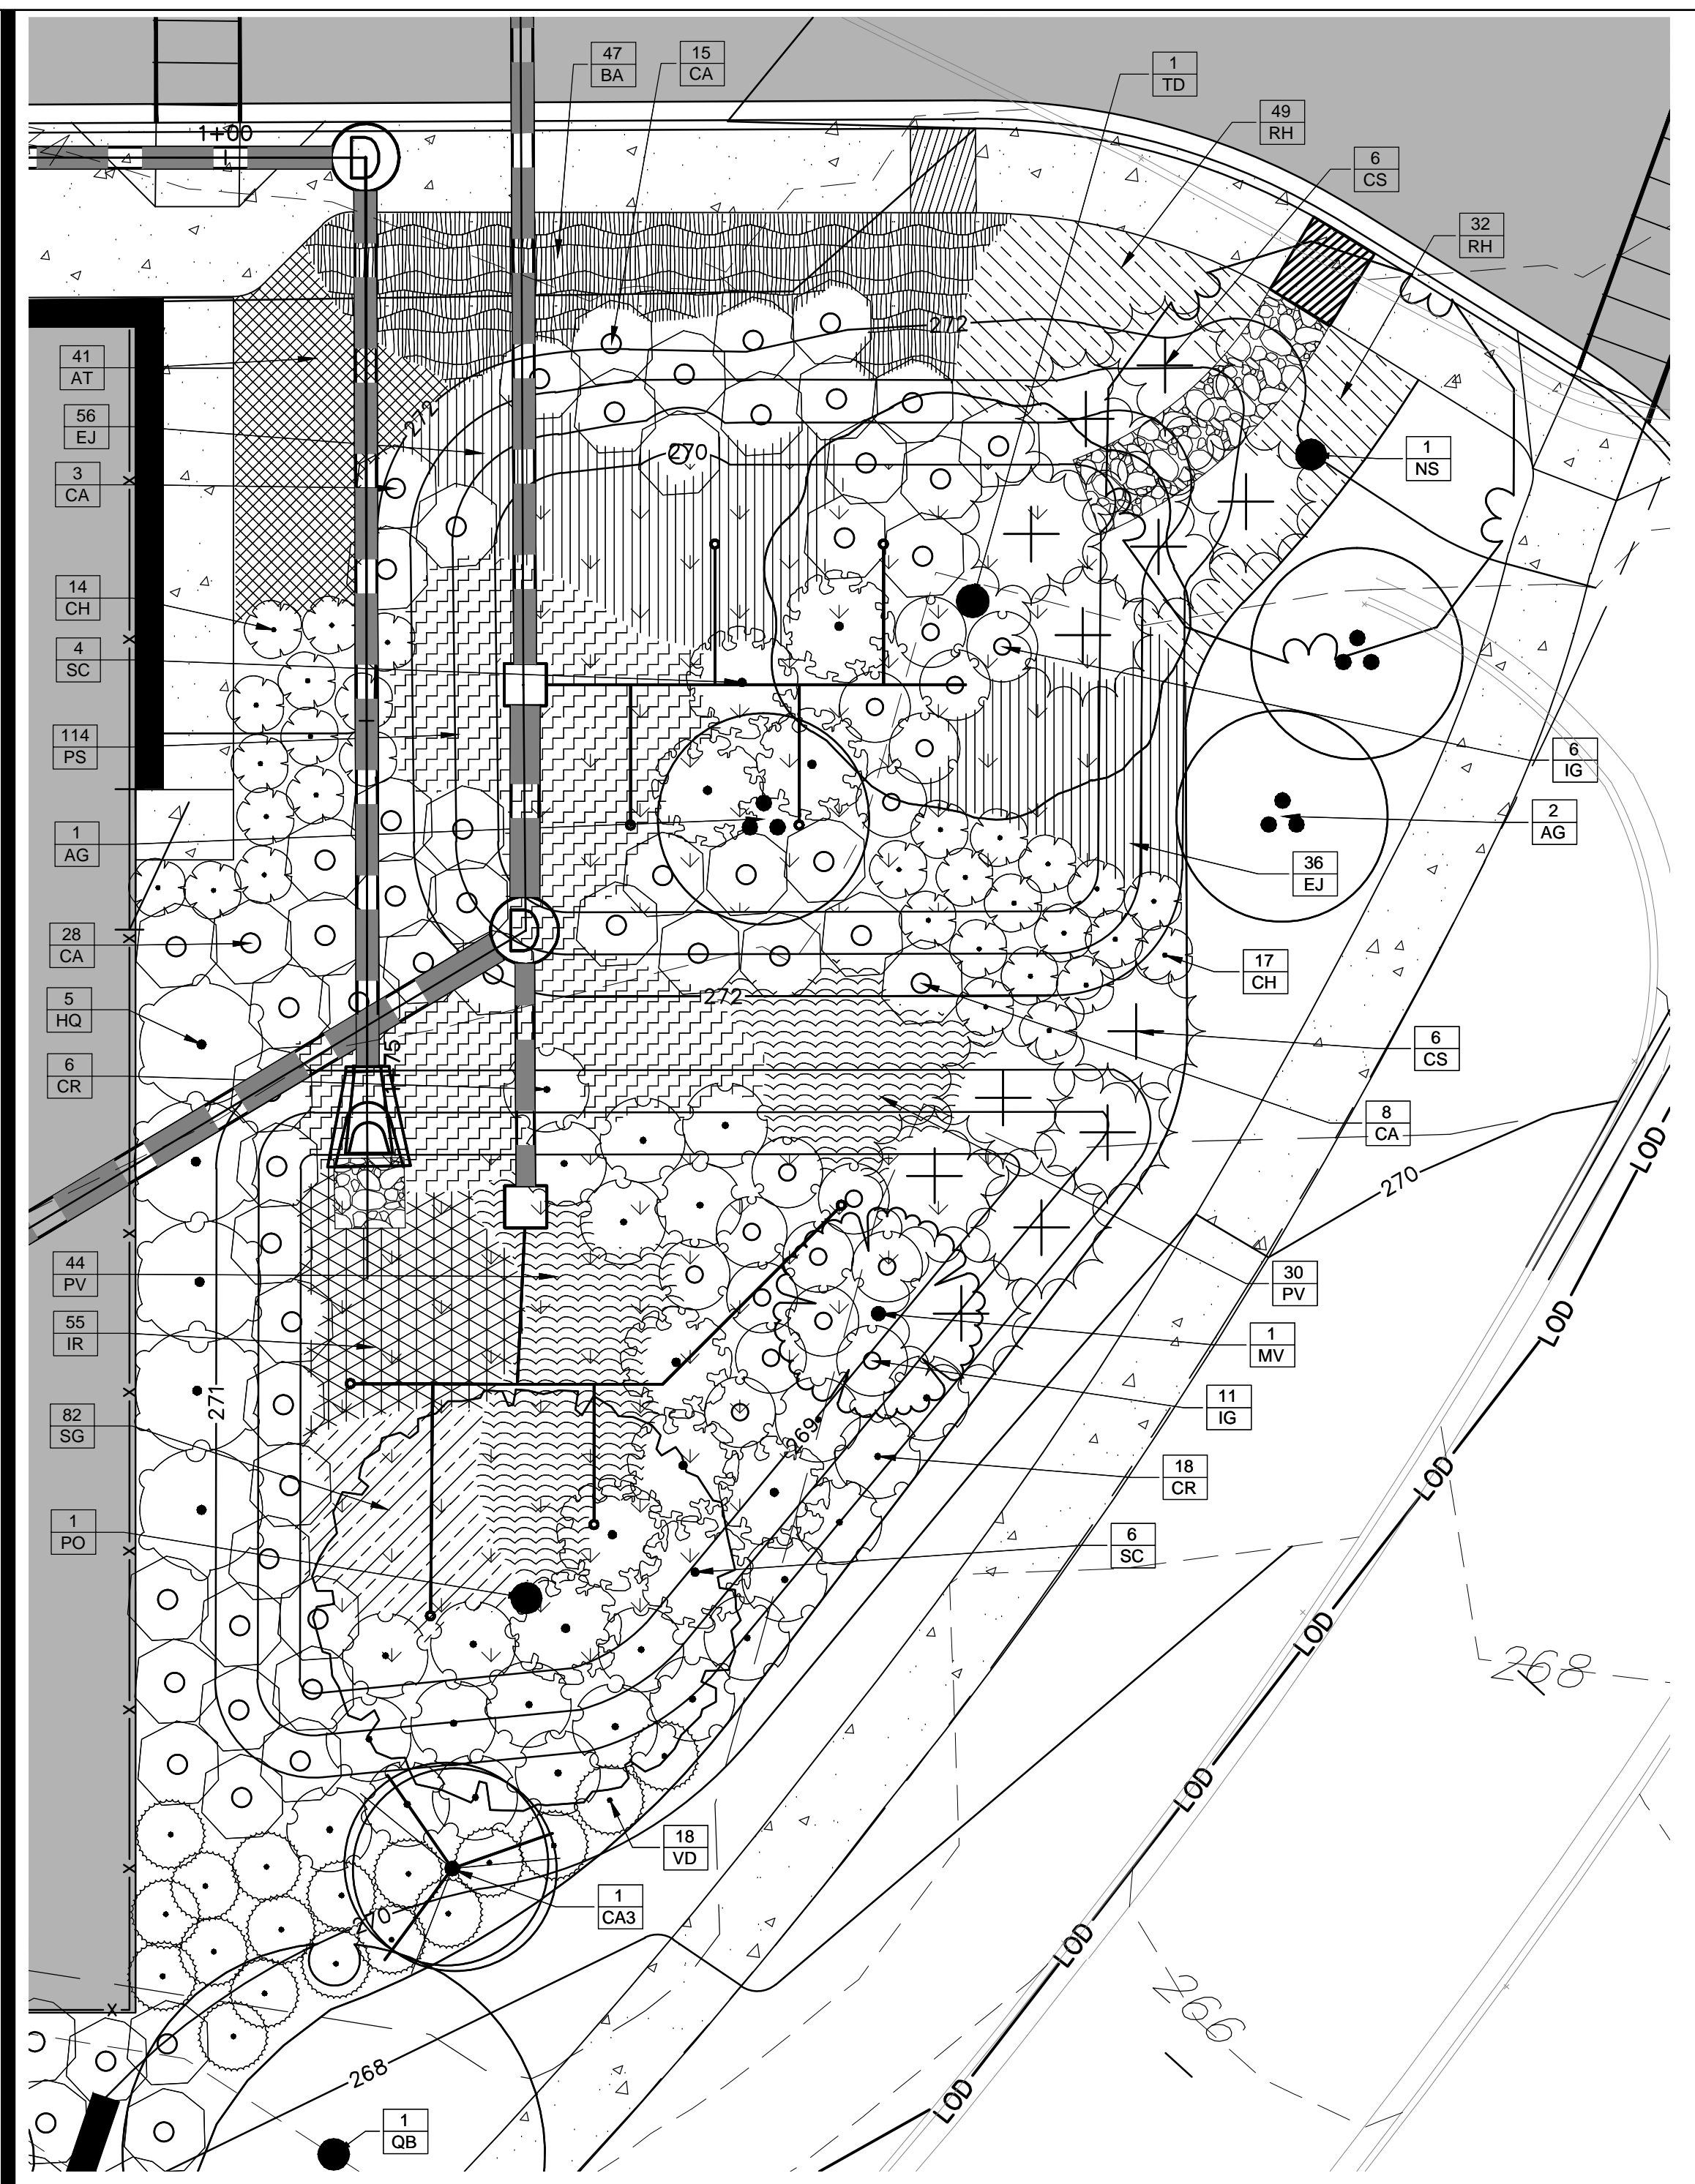 47
BA
15
CA
1
TD
49
RH
6
CS
32
RH
1+00
D
272
41
AT
56
EJ
272
270
3
CA
1
NS
14
CH
4
SC
114
PS
6
IG
1
AG
2
AG
36
EJ
28
CA
D
17
CH
272
5
HQ
6
CS
6
CR
8
CA
270
LOD
44
PV
30
PV
LOD
55
IR
1
MV
271
11
IG
82
SG
269
18
CR
LOD
1
PO
6
SC
LOD
268
LOD
18
VD
1
CA3
270
LOD
266
268
LOD
1
QB